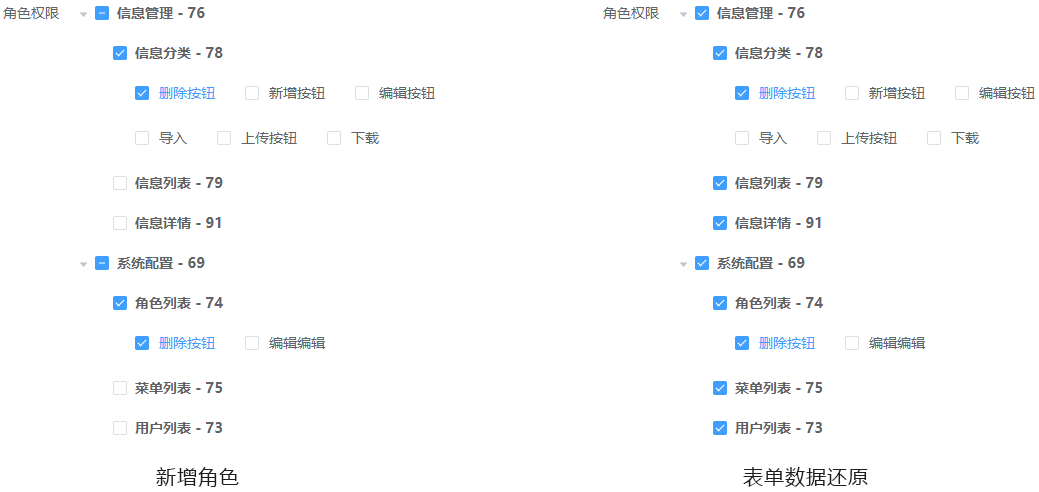 角色权限 信息管理 - 76
信息分类 - 78
删除按钮 新增按钮 编辑按钮
导入 上传按钮 下载
信息列表 - 79
信息详情 - 91
系统配置 - 69
角色列表 - 74
删除按钮 编辑编辑
菜单列表 - 75
用户列表 - 73
新增角色
角色权限 信息管理 - 76
信息分类 - 78
删除按钮 新增按钮 编辑按钮
导入 上传按钮 下载
信息列表 - 79
信息详情 - 91
系统配置 - 69
角色列表 - 74
删除按钮 编辑编辑
菜单列表 - 75
用户列表 - 73
表单数据还原